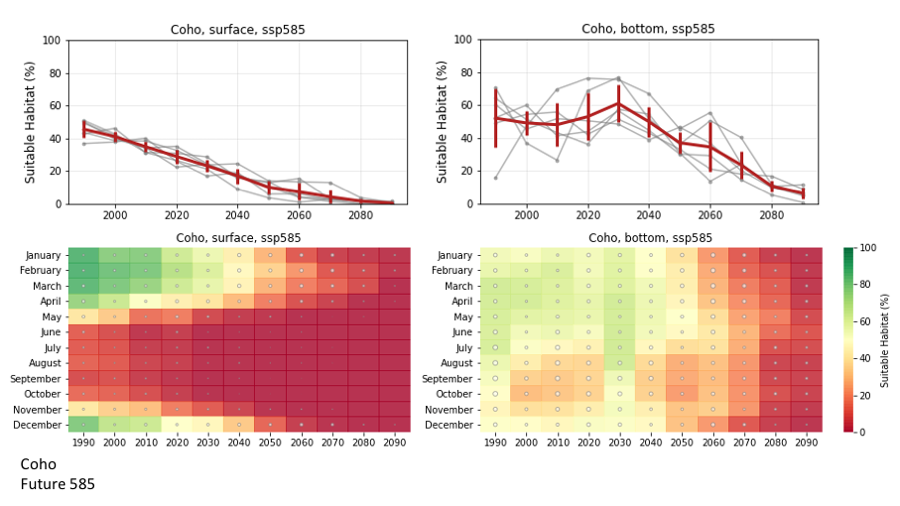 Coho, surface, ssp585
Coho, bottom, ssp585
100
80
60
40
20
0
Suitable Habitat (%)
2000
2020
2040
2060
2080
100
80
60
40
20
0
Suitable Habitat (%)
2000
2020
2040
2060
2080
Coho, surface, ssp585
Coho, bottom, ssp585
January
February
March
April
May
June
July
August
September
October
November
December
1990 2000 2010 2020 2030 2040 2050 2060 2070 2080 2090
January
February
March
April
May
June
July
August
September
October
November
December
1990 2000 2010 2020 2030 2040 2050 2060 2070 2080 2090
100
80
60
40
20
0
Suitable Habitat (%)
Coho
Future 585